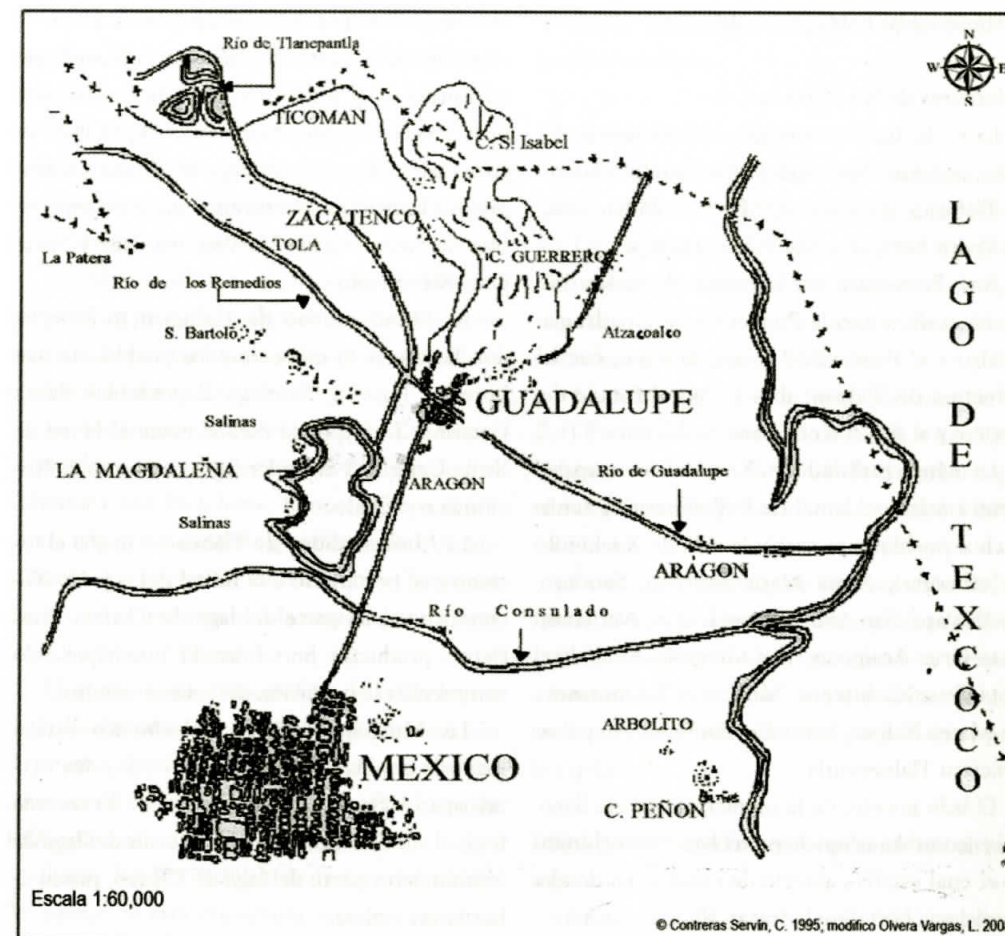 Río de Tlanepantla
N
W
E
S
TICOMAN
C. S. Isabel
ZACATENCO
TOLA
La Patera
C. GUERRERO
Río de los Remedios
S. Bartolo
Atzazoalco
GUADALUPE
Salinas
LA MAGDALENA
ARAGON
Río de Guadalupe
Salinas
ARAGON
Río Consulado
ARBOLITO
MEXICO
C. PEÑON
LAGO DE TEXCOCO
Escala 1:60,000
© Contreras Servín, C. 1995; modifico Olvera Vargas, L. 200